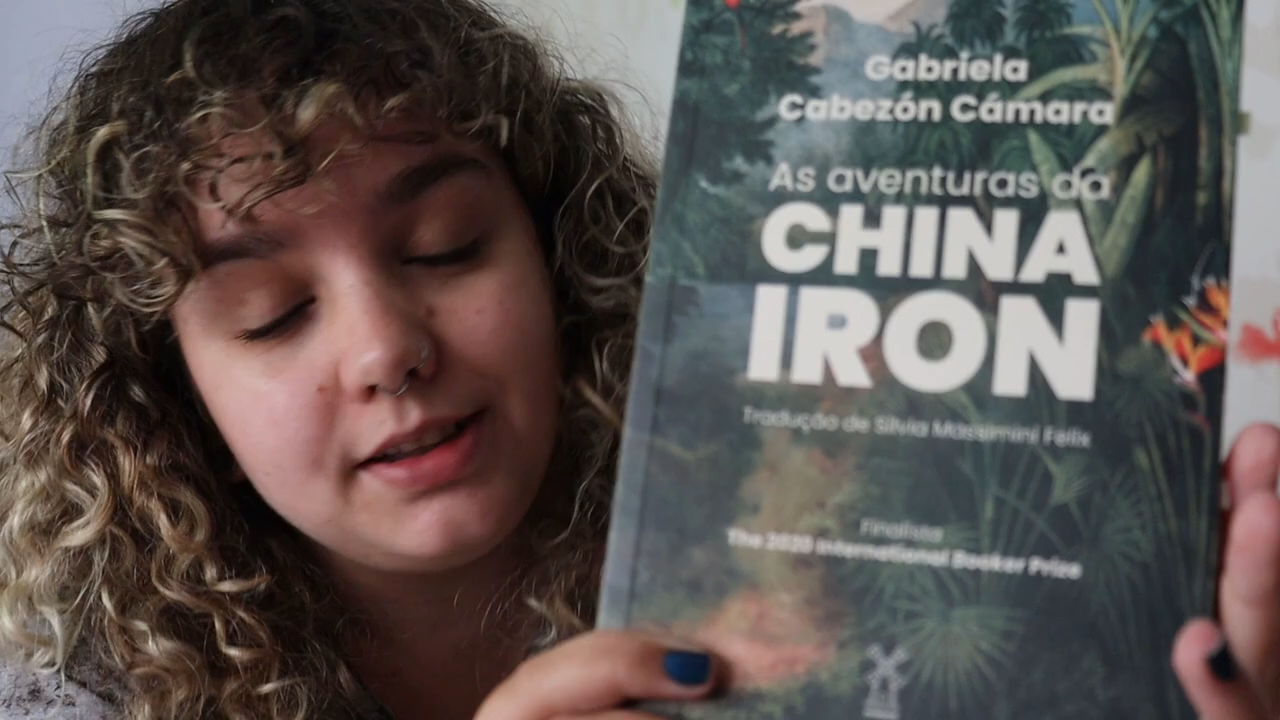 Gabriela
Cabezón Cámara
As aventuras da
CHINA
IRON
Tradução de Silvia Massimini Felix
Finalista
The 2020 International Booker Prize